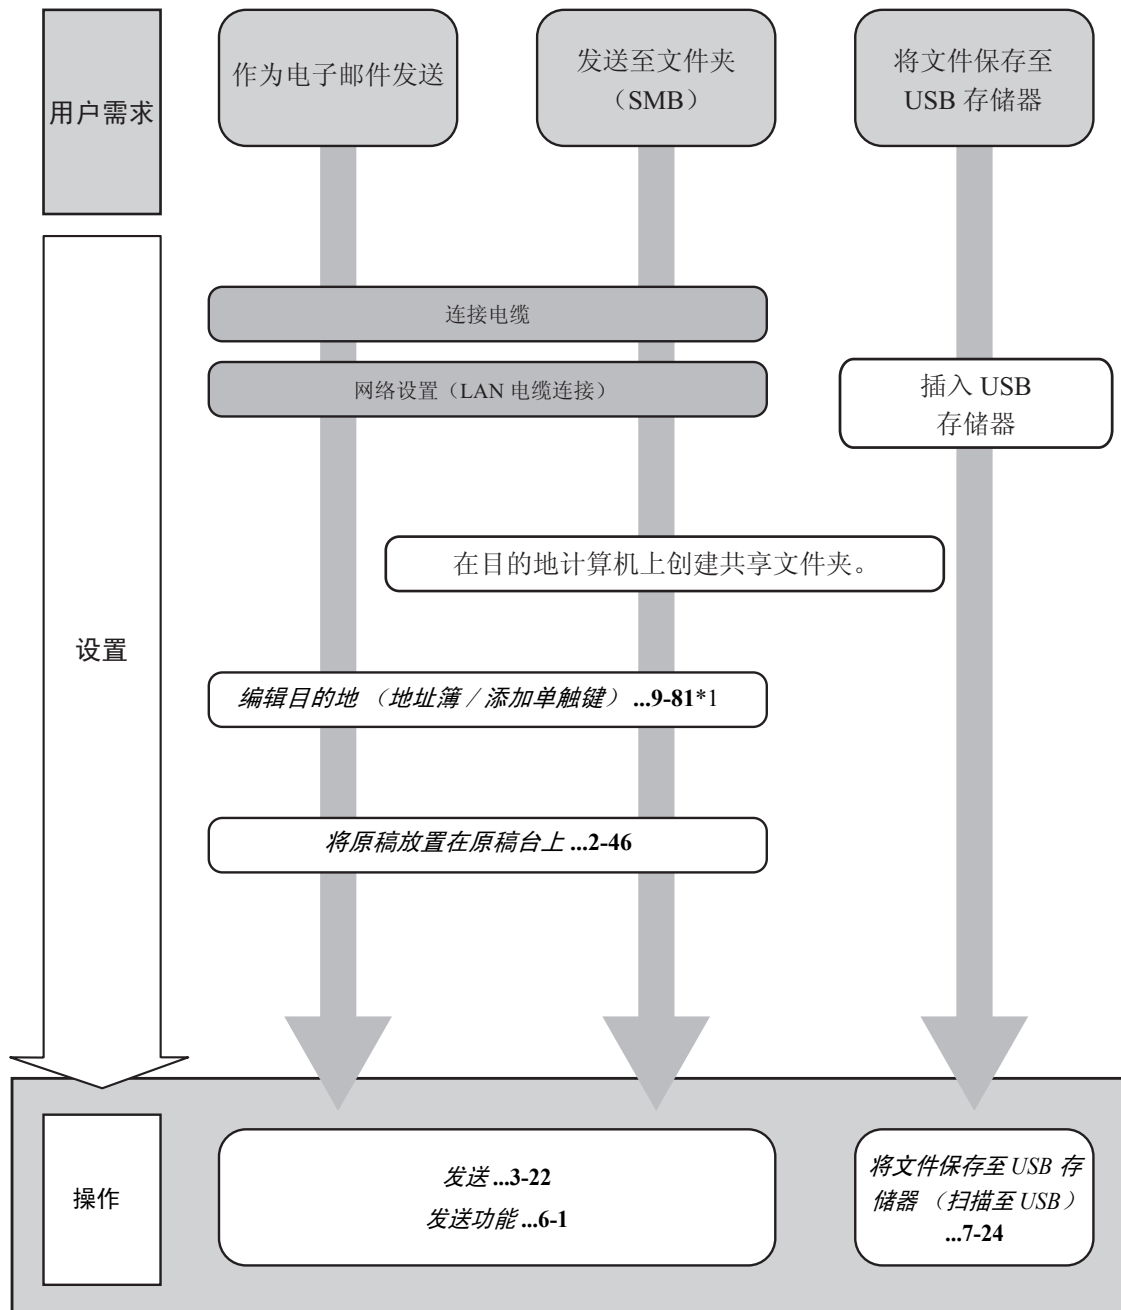 用户需求
作为电子邮件发送
发送至文件夹
（SMB）
将文件保存至
USB 存储器
连接电缆
网络设置（LAN 电缆连接）
插入 USB
存储器
在目的地计算机上创建共享文件夹。
设置
编辑目的地 （地址簿 / 添加单触键） ...9-81*1
将原稿放置在原稿台上 ...2-46
操作
发送 ...3-22
发送功能 ...6-1
将文件保存至 USB 存
储器 （扫描至 USB）
...7-24